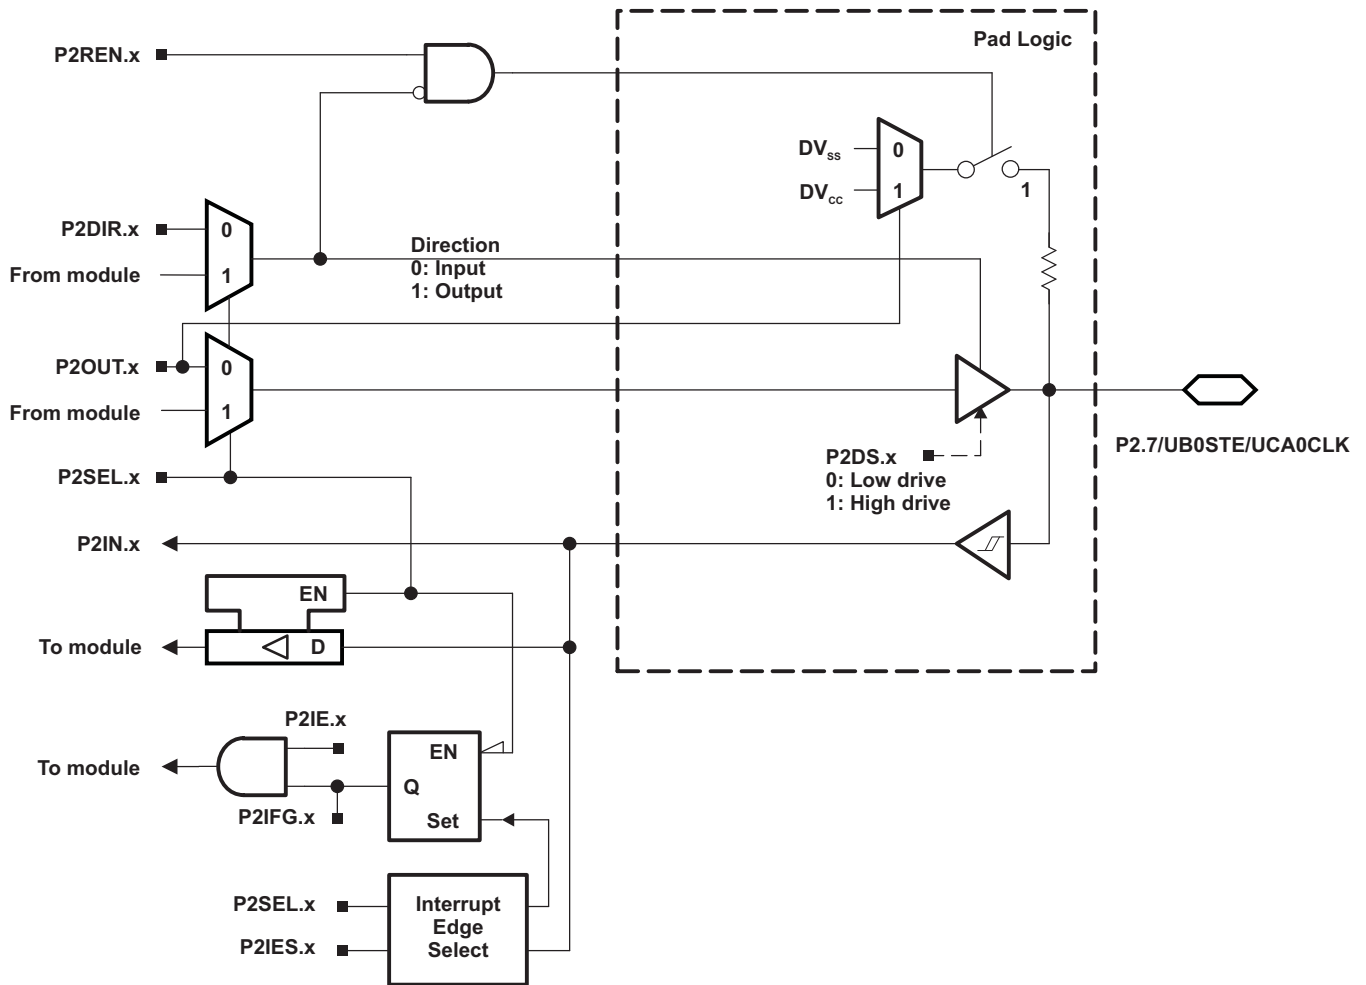 Pad Logic
P2REN.x
DVSS
0
DVCC
1
1
P2DIR.x
0
From module
1
Direction
0: Input
1: Output
P2OUT.x
0
From module
1
P2DS.x
0: Low drive
1: High drive
P2.7/UB0STE/UCA0CLK
P2SEL.x
P2IN.x
EN
To module
D
P2IE.x
EN
To module
Q
P2IFG.x
Set
P2SEL.x
P2IES.x
Interrupt
Edge
Select